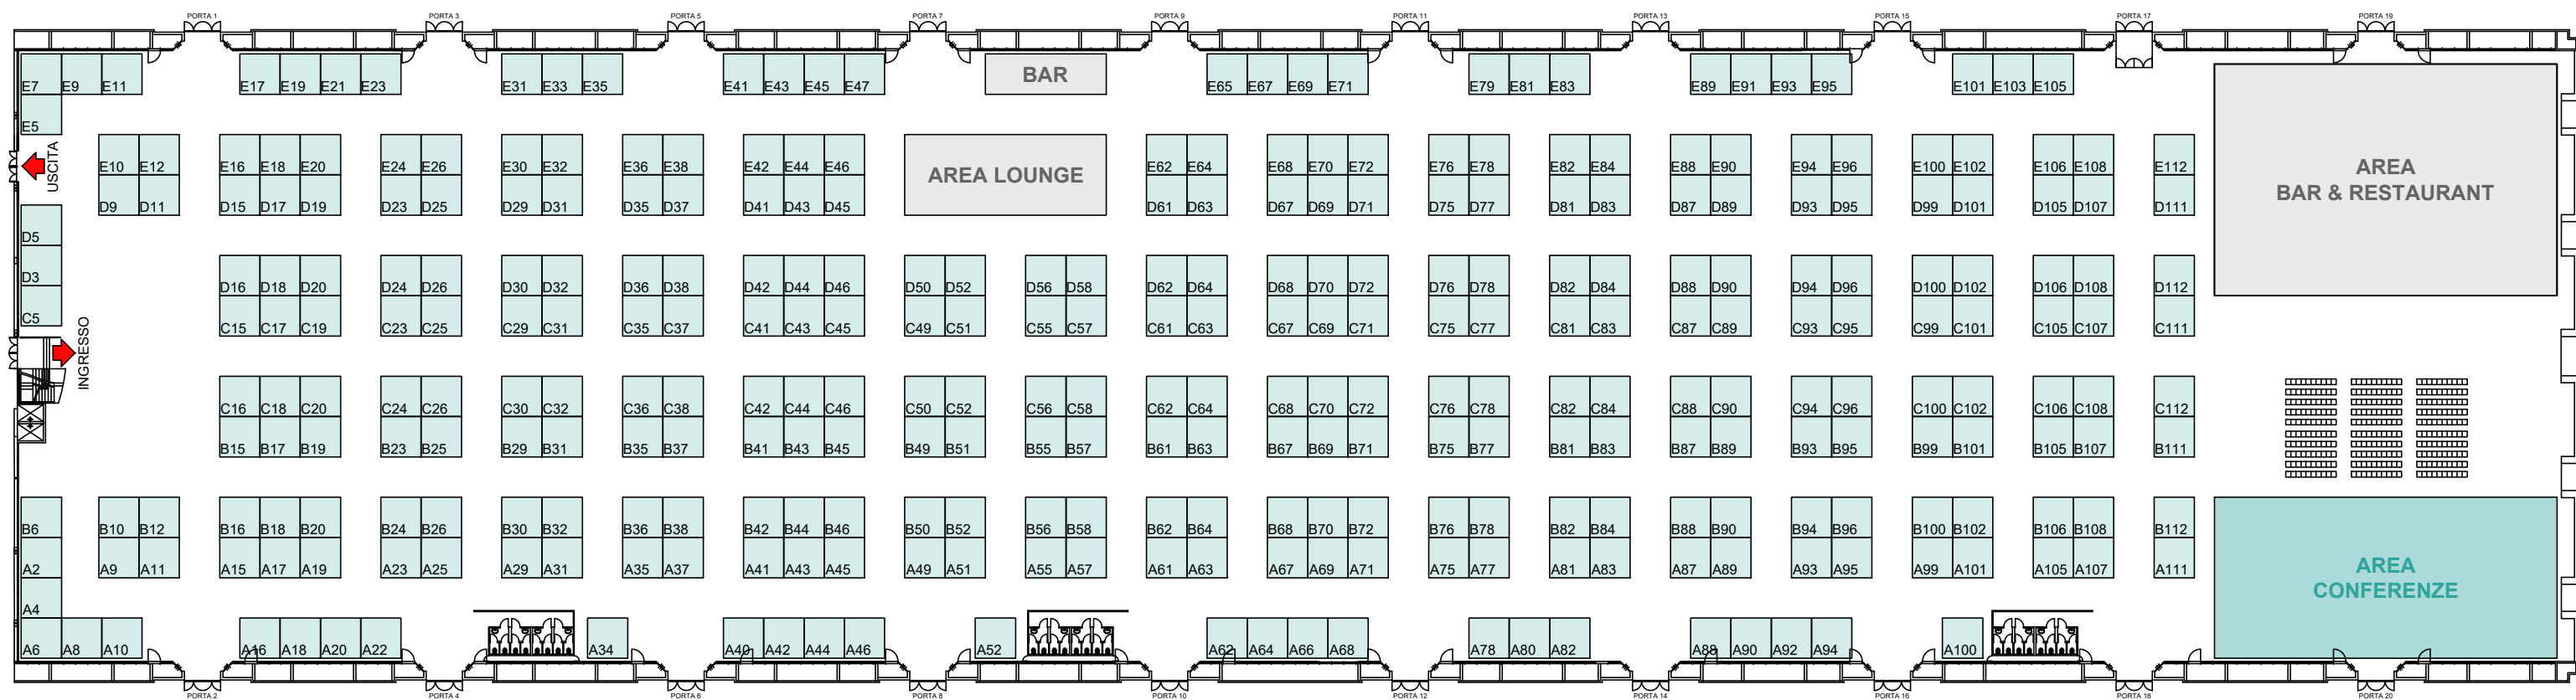 PORTA 1 PORTA 3 PORTA 5 PORTA 7 PORTA 9 PORTA 11 PORTA 13 PORTA 15 PORTA 17 PORTA 19
BAR
E7 E9 E11 E17 E19 E21 E23 E31 E33 E35 E41 E43 E45 E47 E65 E67 E69 E71 E79 E81 E83 E89 E91 E93 E95 E101 E103 E105
E5
USCITA
E10 E12 E16 E18 E20 E24 E26 E30 E32 E36 E38 E42 E44 E46 E62 E64 E68 E70 E72 E76 E78 E82 E84 E88 E90 E94 E96 E100 E102 E106 E108 E112
AREA LOUNGE
AREA
BAR & RESTAURANT
D9 D11 D15 D17 D19 D23 D25 D29 D31 D35 D37 D41 D43 D45 D61 D63 D67 D69 D71 D75 D77 D81 D83 D87 D89 D93 D95 D99 D101 D105 D107 D111
D5
D3
D16 D18 D20 D24 D26 D30 D32 D36 D38 D42 D44 D46 D50 D52 D56 D58 D62 D64 D68 D70 D72 D76 D78 D82 D84 D88 D90 D94 D96 D100 D102 D106 D108 D112
C5
C15 C17 C19 C23 C25 C29 C31 C35 C37 C41 C43 C45 C49 C51 C55 C57 C61 C63 C67 C69 C71 C75 C77 C81 C83 C87 C89 C93 C95 C99 C101 C105 C107 C111
INGRESSO
C16 C18 C20 C24 C26 C30 C32 C36 C38 C42 C44 C46 C50 C52 C56 C58 C62 C64 C68 C70 C72 C76 C78 C82 C84 C88 C90 C94 C96 C100 C102 C106 C108 C112
B15 B17 B19 B23 B25 B29 B31 B35 B37 B41 B43 B45 B49 B51 B55 B57 B61 B63 B67 B69 B71 B75 B77 B81 B83 B87 B89 B93 B95 B99 B101 B105 B107 B111
B6 B10 B12 B16 B18 B20 B24 B26 B30 B32 B36 B38 B42 B44 B46 B50 B52 B56 B58 B62 B64 B68 B70 B72 B76 B78 B82 B84 B88 B90 B94 B96 B100 B102 B106 B108 B112
A2 A9 A11 A15 A17 A19 A23 A25 A29 A31 A35 A37 A41 A43 A45 A49 A51 A55 A57 A61 A63 A67 A69 A71 A75 A77 A81 A83 A87 A89 A93 A95 A99 A101 A105 A107 A111
AREA
CONFERENZE
A4
A6 A8 A10 A16 A18 A20 A22 A34 A40 A42 A44 A46 A52 A62 A64 A66 A68 A78 A80 A82 A88 A90 A92 A94 A100
PORTA 2 PORTA 4 PORTA 6 PORTA 8 PORTA 10 PORTA 12 PORTA 14 PORTA 16 PORTA 18 PORTA 20